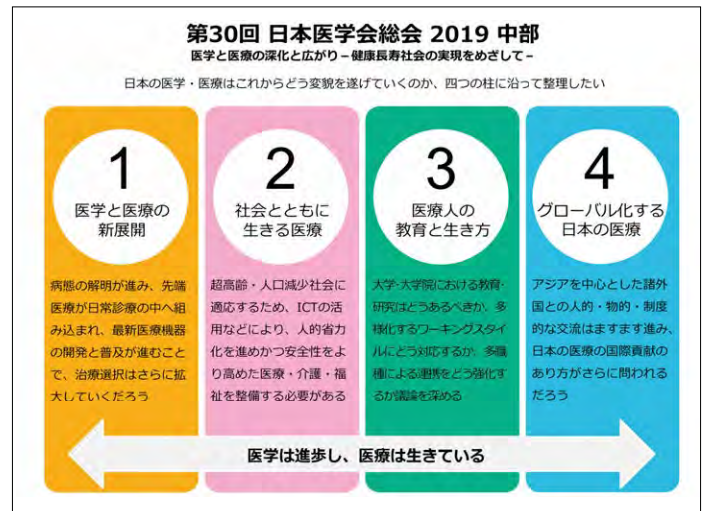 第30回 日本医学会総会 2019 中部
医学と医療の深化と広がり－健康長寿社会の実現をめざして－
日本の医学・医療はこれからどう変貌を遂げていくのか、四つの柱に沿って整理したい
1
医学と医療の
新展開
病態の解明が進み、先端
医療が日常診療の中へ組
み込まれ、最新医療機器
の開発と普及が進むこと
で、治療選択はさらに拡
大していくだろう
2
社会とともに
生きる医療
超高齢・人口減少社会に
適応するため、ICTの活
用などにより、人的省力
化を進めかつ安全性をよ
り高めた医療・介護・福
祉を整備する必要がある
3
医療人の
教育と生き方
大学・大学院における教育・
研究はどうあるべきか、多
様化するワーキングスタイ
ルにどう対応するか、多職
種による連携をどう強化す
るか議論を深める
4
グローバル化する
日本の医療
アジアを中心とした諸外
国との人的・物的・制度
的な交流はますます進み、
日本の医療の国際貢献の
あり方がさらに問われる
だろう
医学は進歩し、医療は生きている